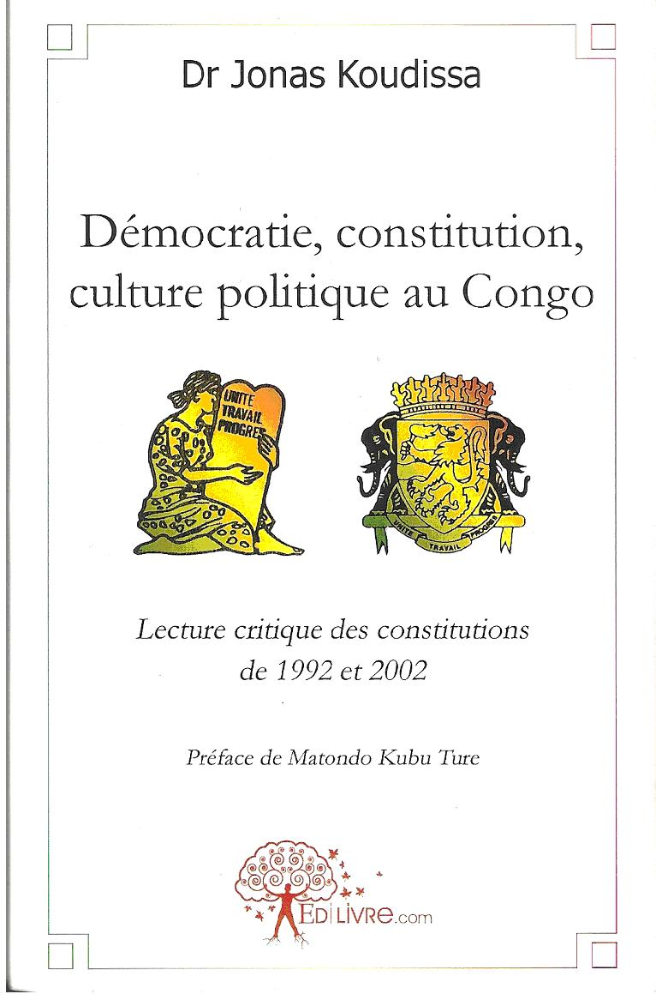 Dr Jonas Koudissa
Démocratie, constitution,
culture politique au Congo
UNITE
TRAVAIL
PROGRES
UNITE TRAVAIL PROGRES
Lecture critique des constitutions
de 1992 et 2002
Préface de Matondo Kubu Ture
EDiLivre.com